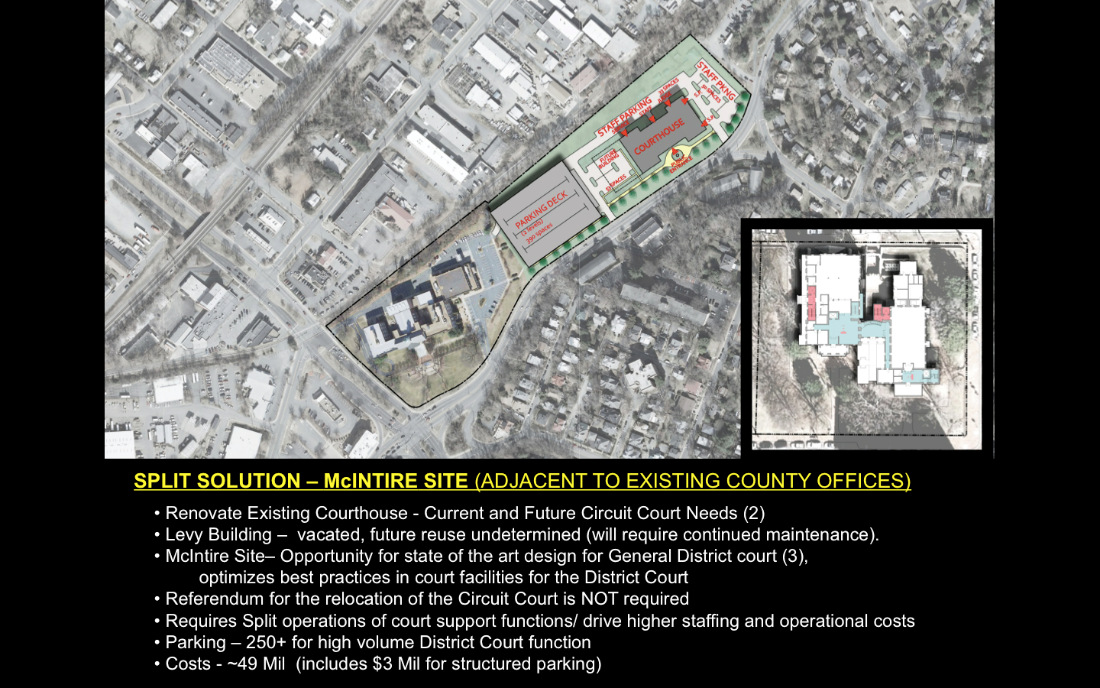 STAFF PKNG
STAFF PARKING
COURTHOUSE
FUTURE
BUILDING
PARKING DECK
SPLIT SOLUTION – McINTIRE SITE (ADJACENT TO EXISTING COUNTY OFFICES)
• Renovate Existing Courthouse - Current and Future Circuit Court Needs (2)
• Levy Building – vacated, future reuse undetermined (will require continued maintenance).
• McIntire Site– Opportunity for state of the art design for General District court (3),
optimizes best practices in court facilities for the District Court
• Referendum for the relocation of the Circuit Court is NOT required
• Requires Split operations of court support functions/ drive higher staffing and operational costs
• Parking – 250+ for high volume District Court function
• Costs - ~49 Mil (includes $3 Mil for structured parking)